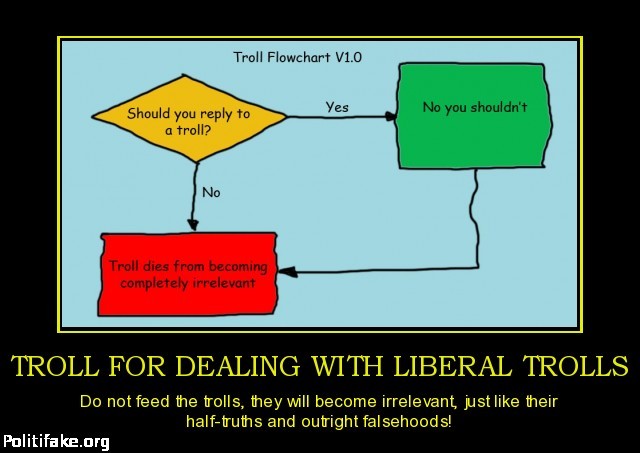 Troll Flowchart V1.0
Should you reply to
a troll?
Yes
No you shouldn't
No
Troll dies from becoming
completely irrelevant
TROLL FOR DEALING WITH LIBERAL TROLLS
Do not feed the trolls, they will become irrelevant, just like their
half-truths and outright falsehoods!
Politifake.org